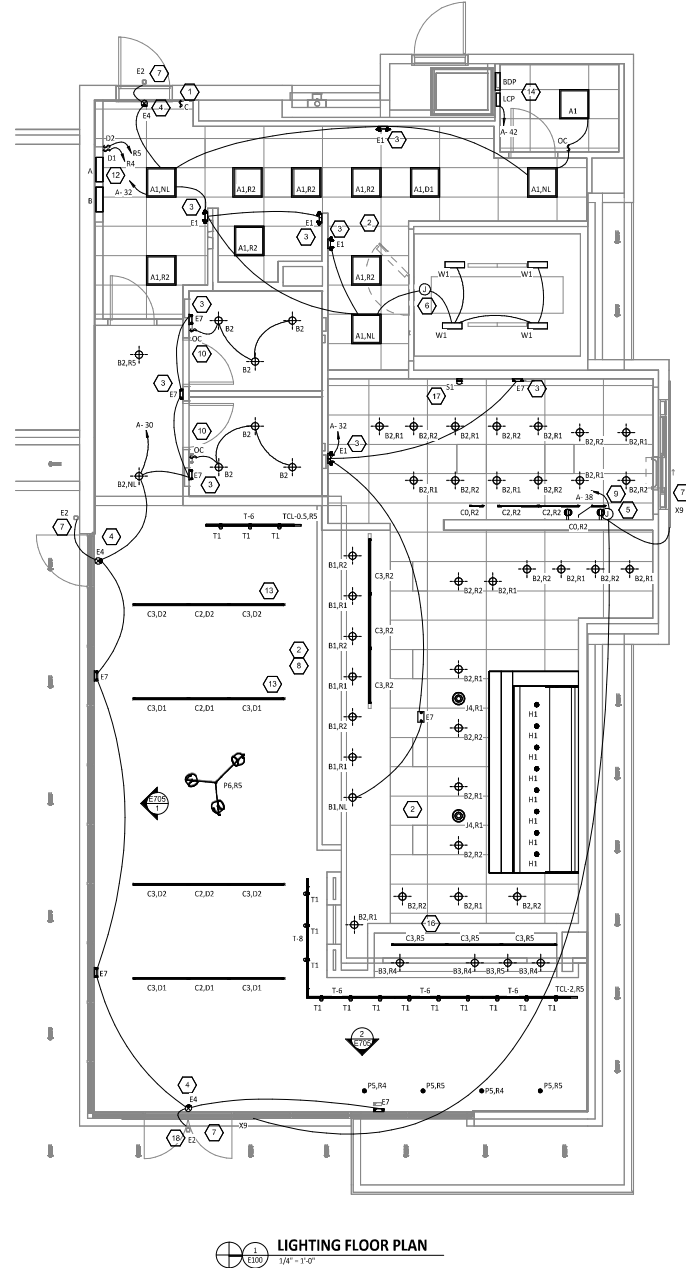 E2 7
1
4
E4
C
BDP
LCP
14
A1
A- 42
D2
D1
R5
R4
A
12
A- 32
B
E1 3
OC
A1,NL A1,R2 A1,R2 A1,R2 A1,D1 A1,NL
3
E1
3
E1
3
2
A1,R2
A1,R2
A1,R2
W1 W1
J
6
3
E7
OC
B2 B2
A1,NL
W1 W1
B2,R5
10
B2
3
S1
17
E7 3
10
B2
A- 30
A- 32
3
E1
B2,R1 B2,R1 B2,R1 B2,R1 B2,R2 B2,R2
OC
B2,NL
E7
3
B2 B2
B2,R1 B2,R1 B2,R1 B2,R1 B2,R2
9
A- 38
C0,R2 C2,R2 C2,R2
J
5
C0,R2
7
X9
E2
7
4
E4
T-6 TCL-0.5,R5
T1 T1 T1
B1,R2
C3,R2
B2,R2 B2,R1 B2,R2 B2,R1
B2,R2 B2,R2
13
C3,D2 C2,D2 C3,D2
B1,R1
B1,R2
C3,R2
2
8
E7
13
B1,R1
C3,R2
B2,R1
C3,D1 C2,D1 C3,D1
J4,R1
H1
B1,R2
E7
B2,R2
H1
P6,R5
B1,R1
H1
H1
E705
1
B1,NL
2
B2,R1
H1
J4,R1
H1
B2,R2
H1
H1
C3,D2 C2,D2 C3,D2
T1
B2,R2 B2,R1 B2,R2
T1
B2,R1
16
T-8
C3,R5 C3,R5 C3,R5
T1
E7
B3,R4 B3,R4 B3,R5 B3,R4
C3,D1 C2,D1 C3,D1
T-6 T-6 T-6 TCL-2,R5
T1 T1 T1 T1 T1 T1 T1 T1 T1
2
E705
4
E4
P5,R4 P5,R5 P5,R4 P5,R5
E7
X9
18
E2
7
1
E100
LIGHTING FLOOR PLAN
1/4" = 1'-0"